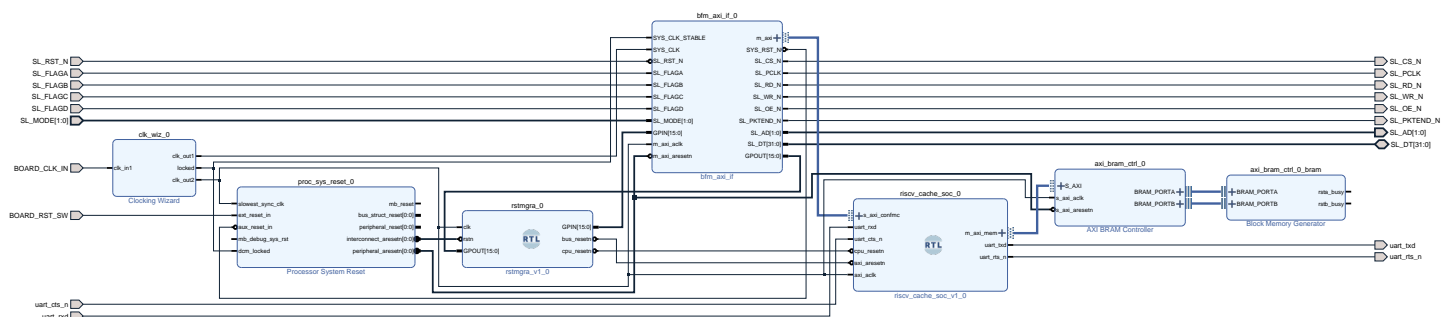 bfm_axi_if_0
SYS_CLK_STABLE
SYS_CLK
SL_RST_N
SL_FLAGA
SL_FLAGB
SL_FLAGC
SL_FLAGD
SL_MODE[1:0]
GPIN[15:0]
m_axi_aclk
m_axi_aresetn
m_axi
SYS_RST_N
SL_CS_N
SL_PCLK
SL_RD_N
SL_WR_N
SL_OE_N
SL_PKTEND_N
SL_AD[1:0]
SL_DT[31:0]
GPOUT[15:0]
bfm_axi_if
SL_RST_N
SL_FLAGA
SL_FLAGB
SL_FLAGC
SL_FLAGD
SL_MODE[1:0]
BOARD_CLK_IN
BOARD_RST_SW
uart_cts_n
uart_rxd
clk_wiz_0
clk_in1
clk_out1
locked
clk_out2
Clocking Wizard
proc_sys_reset_0
slowest_sync_clk
ext_reset_in
aux_reset_in
mb_debug_sys_rst
dcm_locked
mb_reset
bus_struct_reset[0:0]
peripheral_reset[0:0]
interconnect_aresetn[0:0]
peripheral_aresetn[0:0]
Processor System Reset
rstmgra_0
clk
rstn
GPOUT[15:0]
RTL
GPIN[15:0]
bus_resetn
cpu_resetn
rstmgra_v1_0
riscv_cache_soc_0
s_axi_confmc
uart_rxd
uart_cts_n
cpu_resetn
axi_aresetn
axi_aclk
RTL
m_axi_mem
uart_txd
uart_rts_n
riscv_cache_soc_v1_0
axi_bram_ctrl_0
S_AXI
s_axi_aclk
s_axi_aresetn
BRAM_PORTA
BRAM_PORTB
AXI BRAM Controller
axi_bram_ctrl_0_bram
BRAM_PORTA
BRAM_PORTB
rsta_busy
rstb_busy
Block Memory Generator
SL_CS_N
SL_PCLK
SL_RD_N
SL_WR_N
SL_OE_N
SL_PKTEND_N
SL_AD[1:0]
SL_DT[31:0]
uart_txd
uart_rts_n